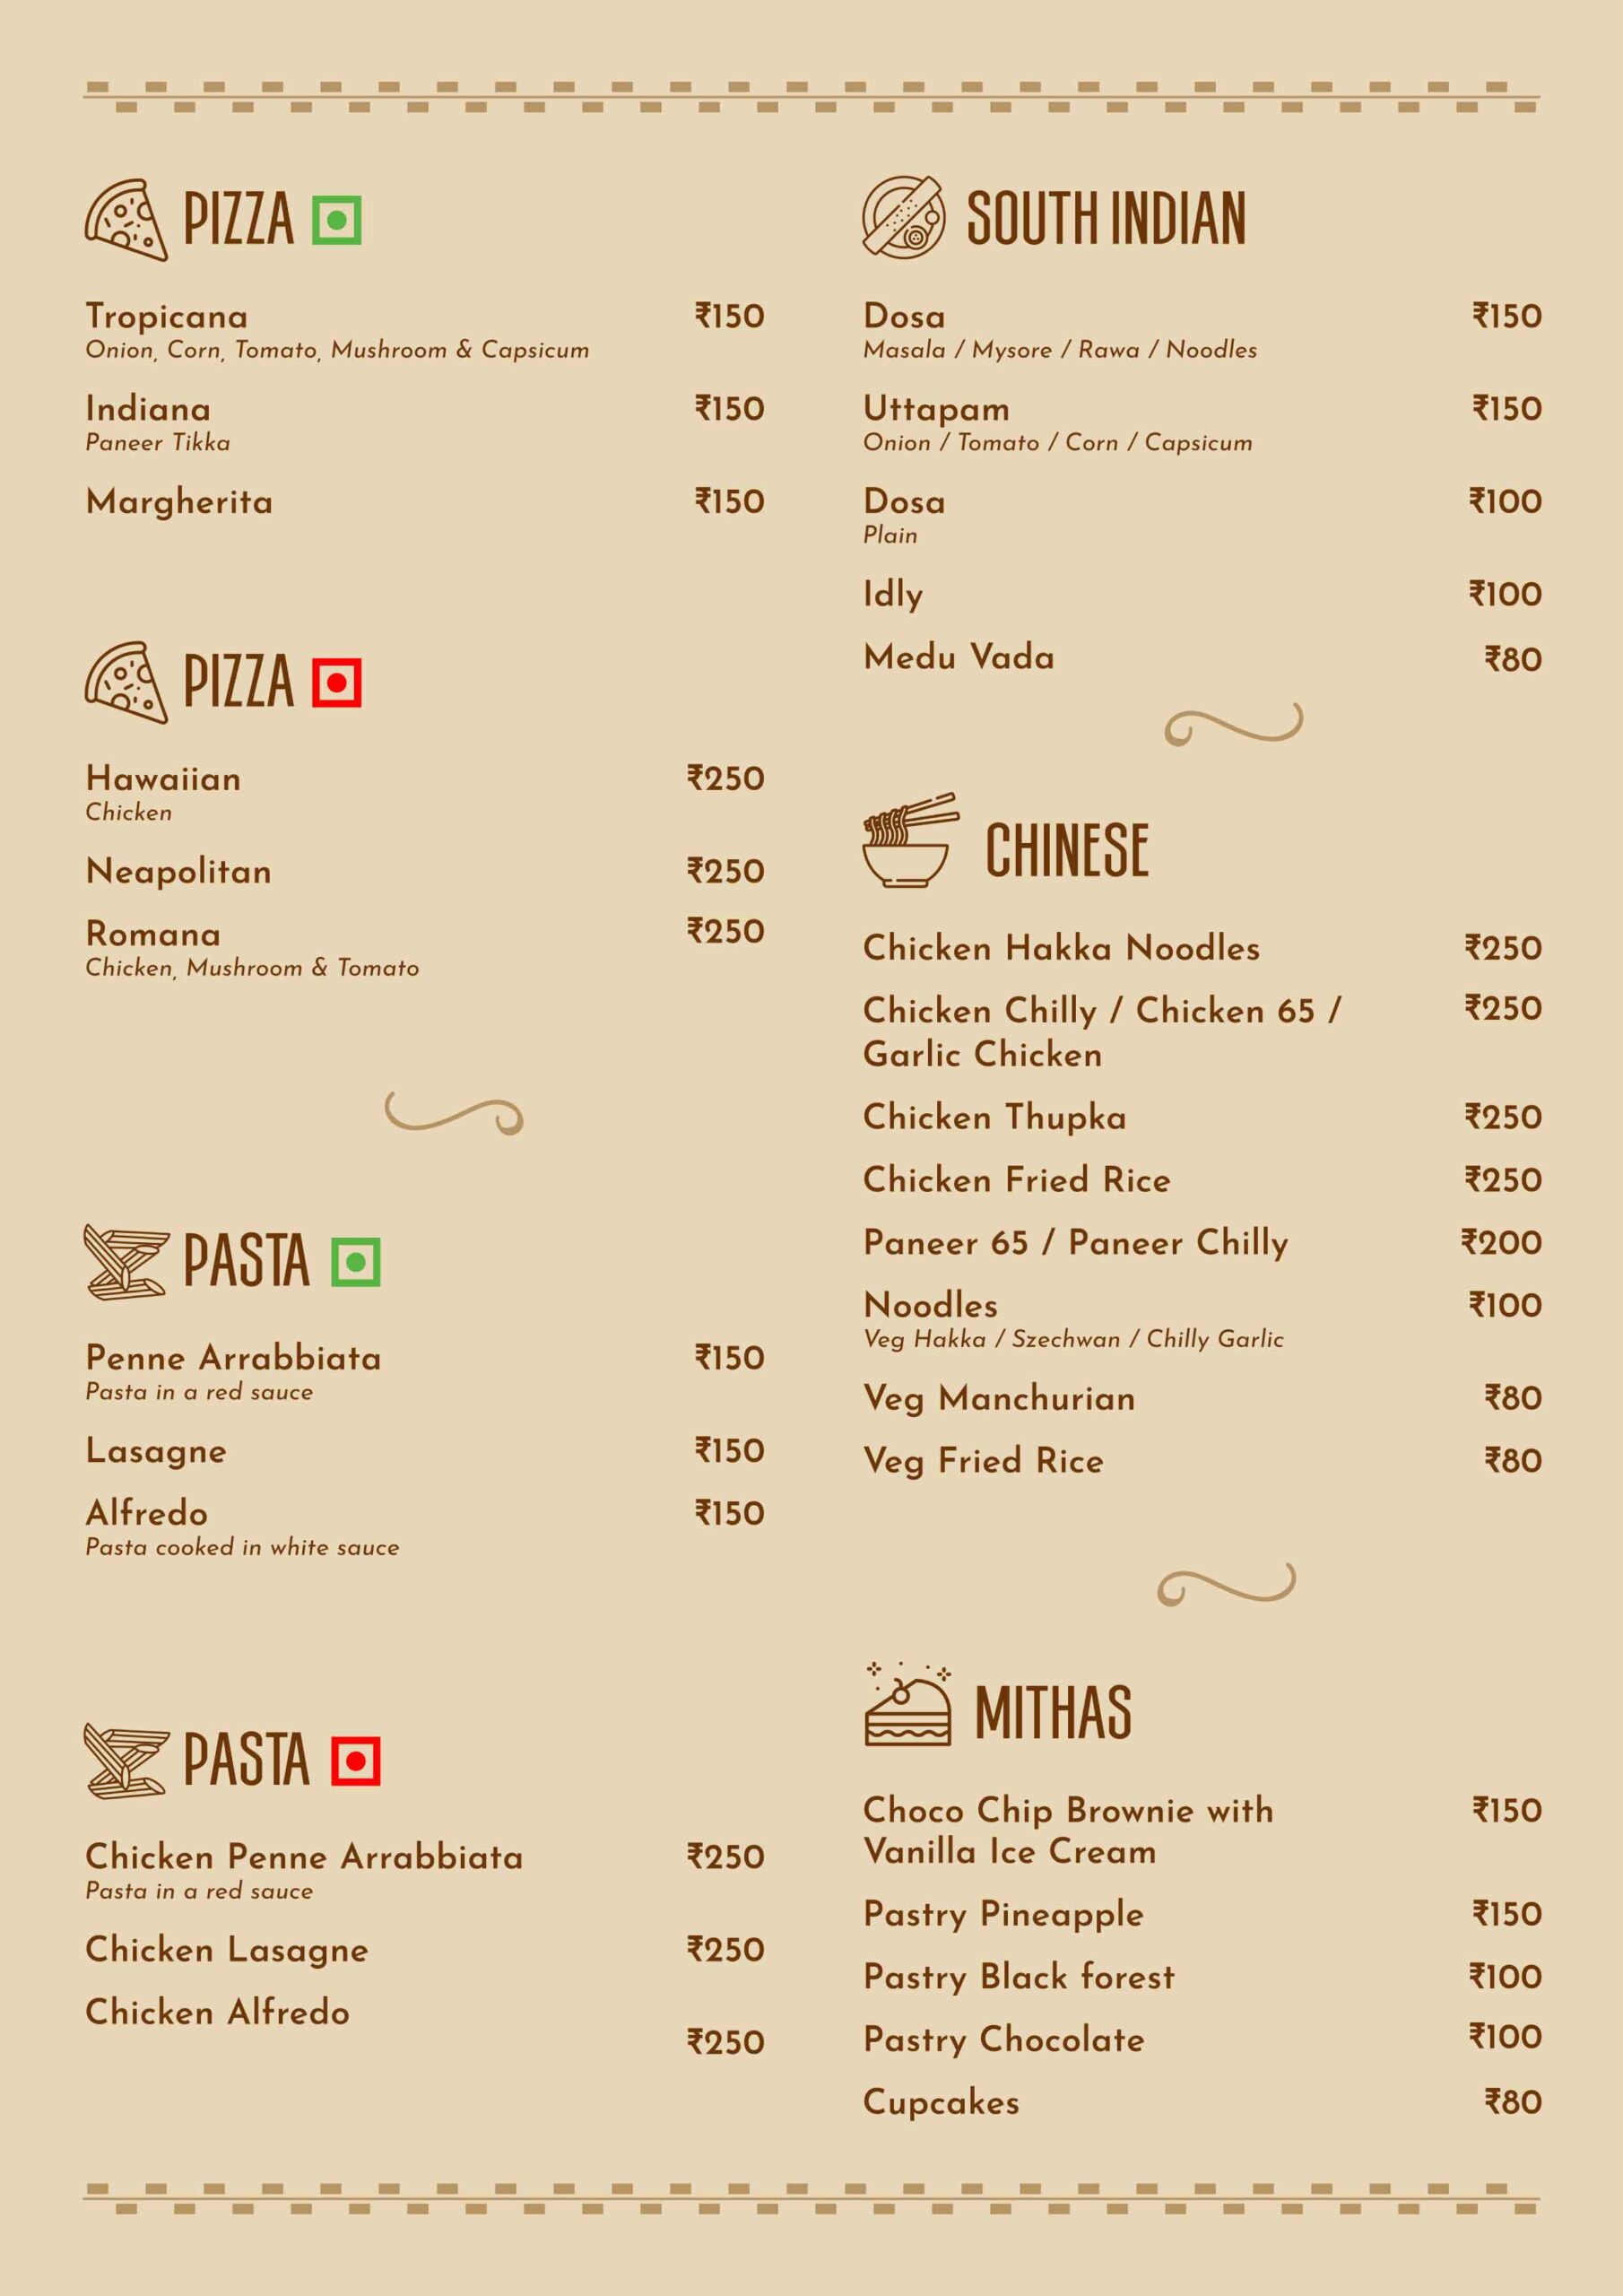 PIZZA
Tropicana ₹150
Onion, Corn, Tomato, Mushroom & Capsicum
Indiana ₹150
Paneer Tikka
Margherita ₹150
PIZZA
Hawaiian ₹250
Chicken
Neapolitan ₹250
Romana ₹250
Chicken, Mushroom & Tomato
PASTA
Penne Arrabbiata ₹150
Pasta in a red sauce
Lasagne ₹150
Alfredo ₹150
Pasta cooked in white sauce
PASTA
Chicken Penne Arrabbiata ₹250
Pasta in a red sauce
Chicken Lasagne ₹250
Chicken Alfredo
₹250
SOUTH INDIAN
Dosa ₹150
Masala / Mysore / Rawa / Noodles
Uttapam ₹150
Onion / Tomato / Corn / Capsicum
Dosa ₹100
Plain
Idly ₹100
Medu Vada ₹80
CHINESE
Chicken Hakka Noodles ₹250
Chicken Chilly / Chicken 65 / ₹250
Garlic Chicken
Chicken Thupka ₹250
Chicken Fried Rice ₹250
Paneer 65 / Paneer Chilly ₹200
Noodles ₹100
Veg Hakka / Szechwan / Chilly Garlic
Veg Manchurian ₹80
Veg Fried Rice ₹80
MITHAS
Choco Chip Brownie with ₹150
Vanilla Ice Cream
Pastry Pineapple ₹150
Pastry Black forest ₹100
Pastry Chocolate ₹100
Cupcakes ₹80